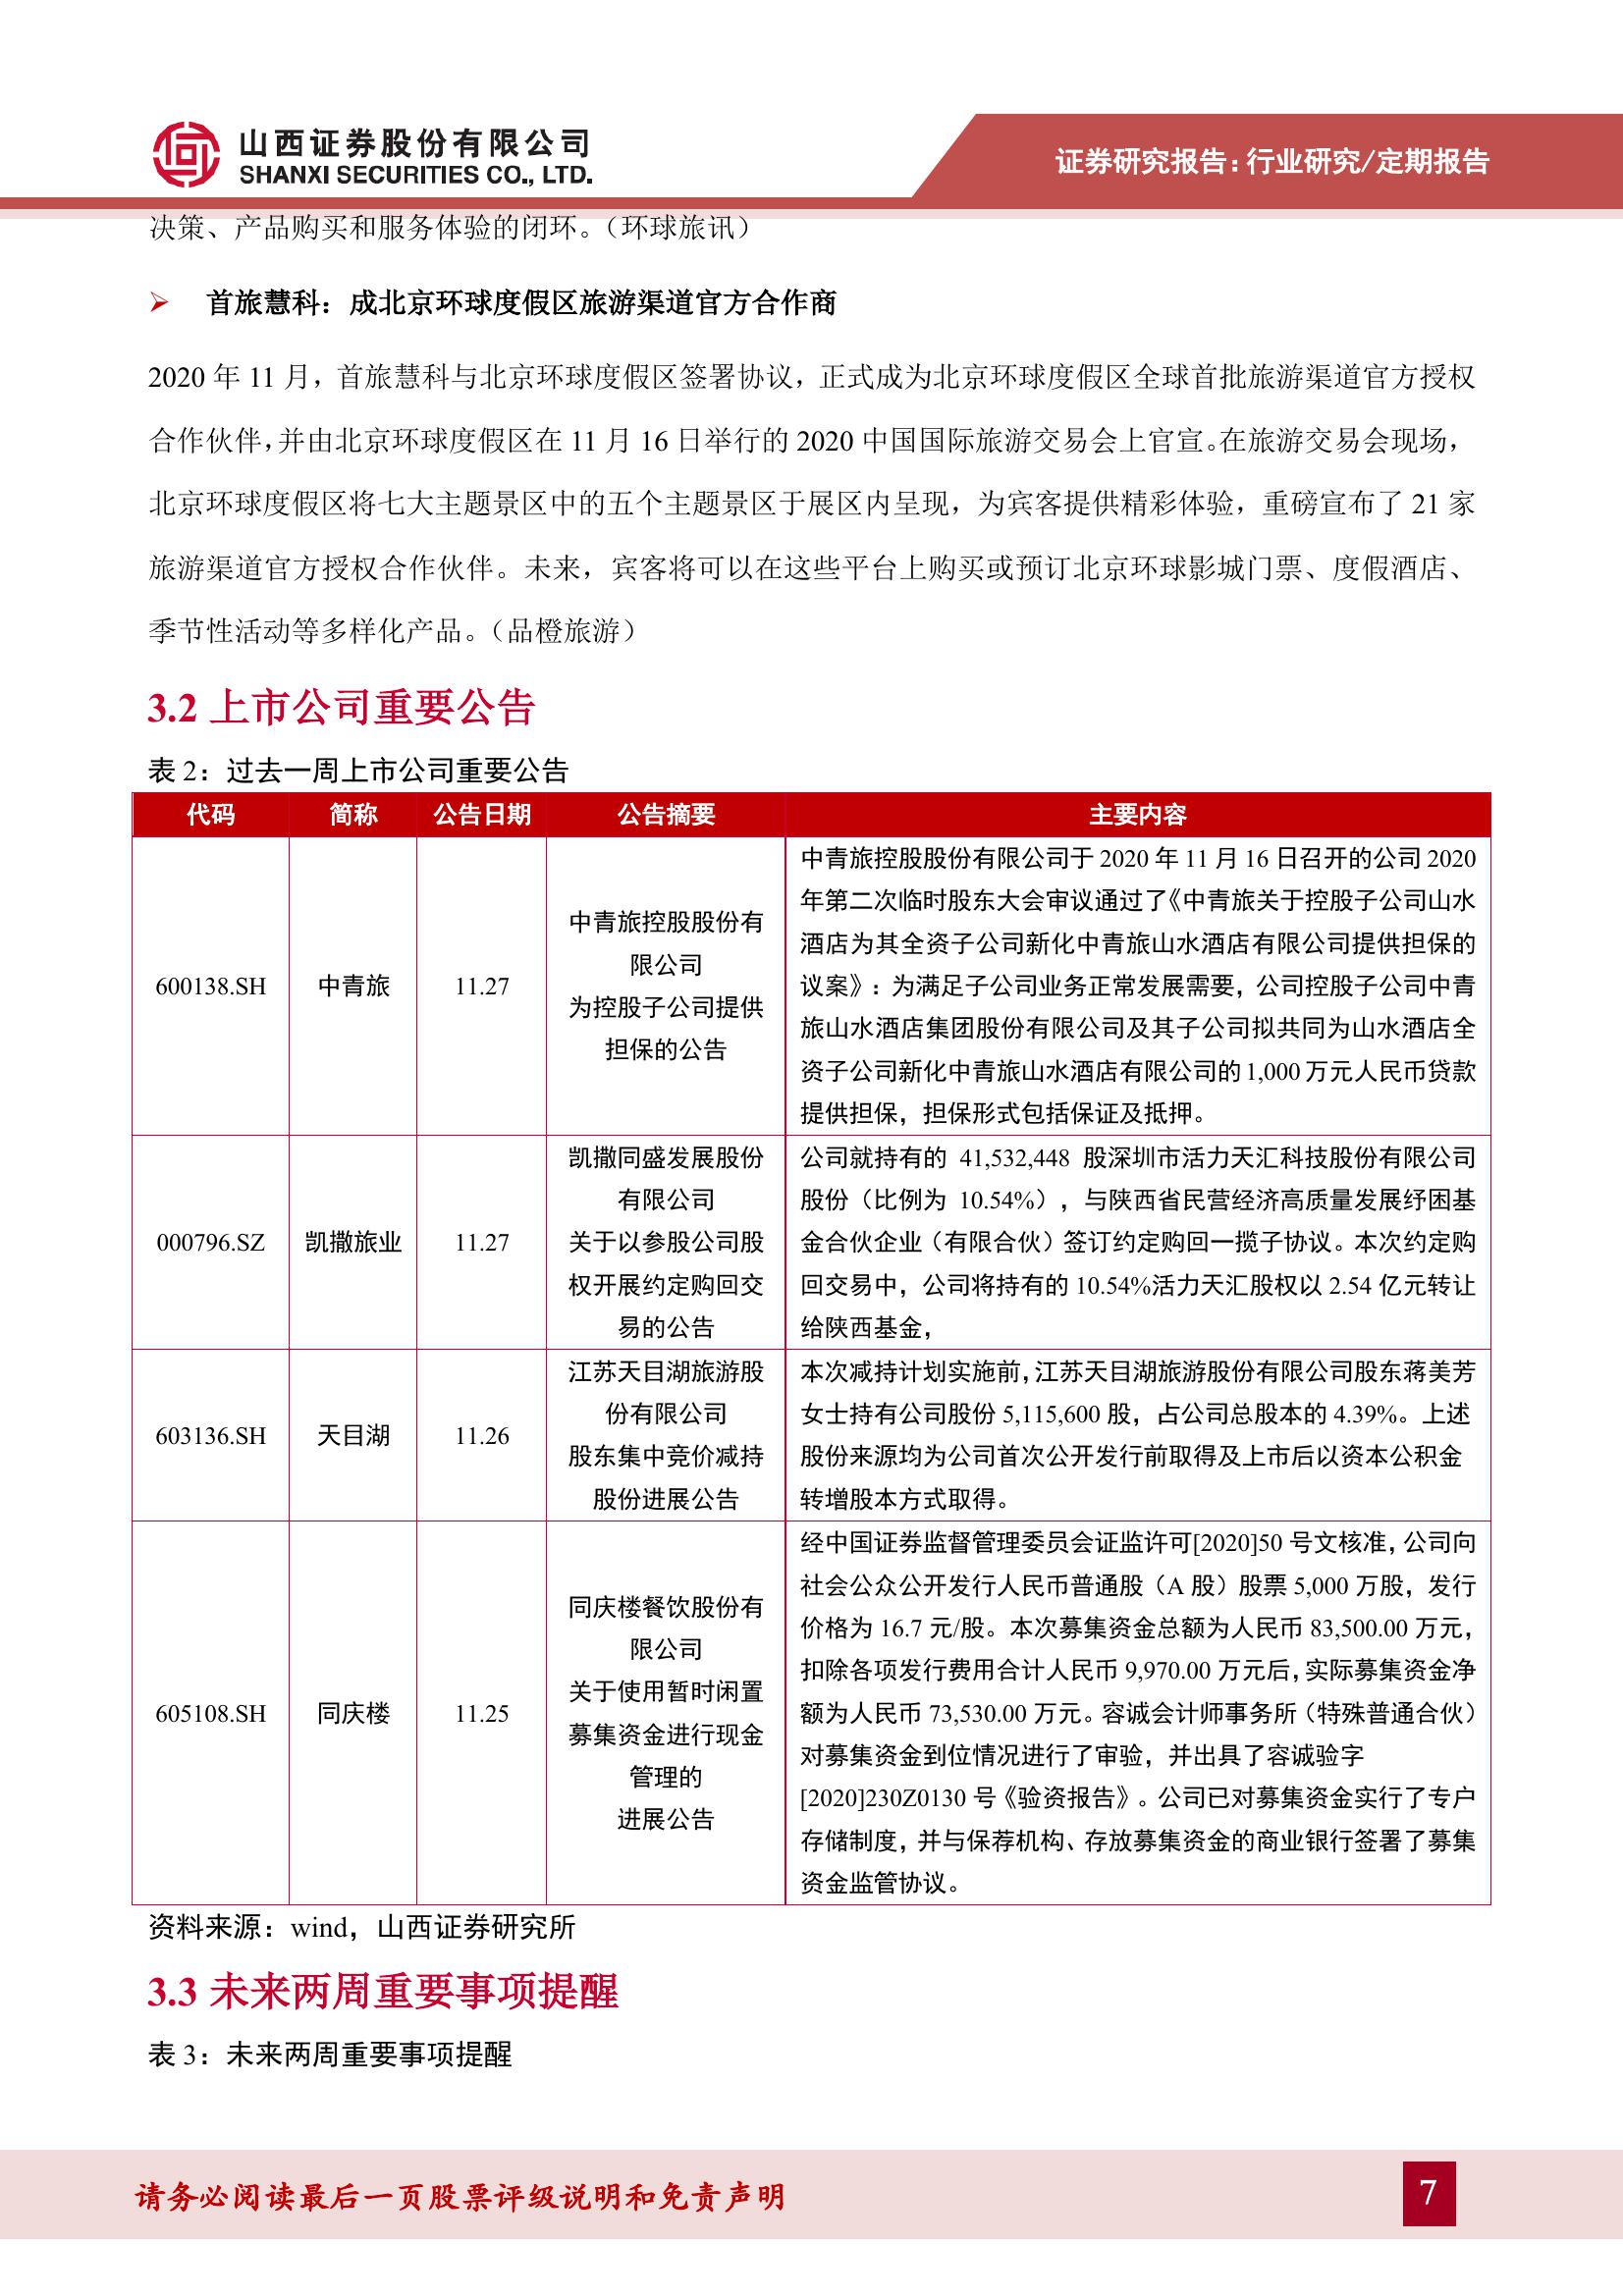 山西证券股份有限公司
SHANXI SECURITIES CO., LTD.
证券研究报告：行业研究/定期报告
决策、产品购买和服务体验的闭环。（环球旅讯）
首旅慧科：成北京环球度假区旅游渠道官方合作商
2020 年 11 月，首旅慧科与北京环球度假区签署协议，正式成为北京环球度假区全球首批旅游渠道官方授权
合作伙伴，并由北京环球度假区在 11 月 16 日举行的 2020 中国国际旅游交易会上官宣。在旅游交易会现场，
北京环球度假区将七大主题景区中的五个主题景区于展区内呈现，为宾客提供精彩体验，重磅宣布了 21 家
旅游渠道官方授权合作伙伴。未来，宾客将可以在这些平台上购买或预订北京环球影城门票、度假酒店、
季节性活动等多样化产品。（品橙旅游）
3.2 上市公司重要公告
表 2：过去一周上市公司重要公告
代码 简称 公告日期 公告摘要 主要内容
600138.SH
中青旅
11.27
中青旅控股股份有
限公司
为控股子公司提供
担保的公告
中青旅控股股份有限公司于 2020 年 11 月 16 日召开的公司 2020
年第二次临时股东大会审议通过了《中青旅关于控股子公司山水
酒店为其全资子公司新化中青旅山水酒店有限公司提供担保的
议案》：为满足子公司业务正常发展需要，公司控股子公司中青
旅山水酒店集团股份有限公司及其子公司拟共同为山水酒店全
资子公司新化中青旅山水酒店有限公司的 1,000 万元人民币贷款
提供担保，担保形式包括保证及抵押。
000796.SZ
凯撒旅业
11.27
凯撒同盛发展股份
有限公司
关于以参股公司股
权开展约定购回交
易的公告
公司就持有的 41,532,448 股深圳市活力天汇科技股份有限公司
股份（比例为 10.54%），与陕西省民营经济高质量发展纾困基
金合伙企业（有限合伙）签订约定购回一揽子协议。本次约定购
回交易中，公司将持有的 10.54%活力天汇股权以 2.54 亿元转让
给陕西基金，
603136.SH
天目湖
11.26
江苏天目湖旅游股
份有限公司
股东集中竞价减持
股份进展公告
本次减持计划实施前，江苏天目湖旅游股份有限公司股东蒋美芳
女士持有公司股份 5,115,600 股，占公司总股本的 4.39%。上述
股份来源均为公司首次公开发行前取得及上市后以资本公积金
转增股本方式取得。
605108.SH
同庆楼
11.25
同庆楼餐饮股份有
限公司
关于使用暂时闲置
募集资金进行现金
管理的
进展公告
经中国证券监督管理委员会证监许可[2020]50 号文核准，公司向
社会公众公开发行人民币普通股（A 股）股票 5,000 万股，发行
价格为 16.7 元/股。本次募集资金总额为人民币 83,500.00 万元，
扣除各项发行费用合计人民币 9,970.00 万元后，实际募集资金净
额为人民币 73,530.00 万元。容诚会计师事务所（特殊普通合伙）
对募集资金到位情况进行了审验，并出具了容诚验字
[2020]230Z0130 号《验资报告》。公司已对募集资金实行了专户
存储制度，并与保荐机构、存放募集资金的商业银行签署了募集
资金监管协议。
资料来源：wind，山西证券研究所
3.3 未来两周重要事项提醒
表 3：未来两周重要事项提醒
请务必阅读最后一页股票评级说明和免责声明
7